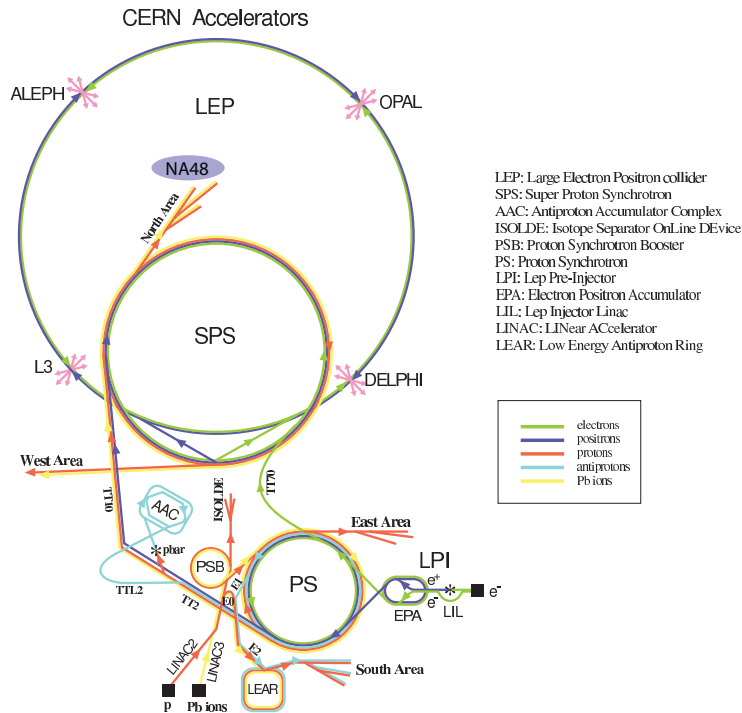 CERN Accelerators
ALEPH
LEP
OPAL
NA48
North Area
LEP: Large Electron Positron collider
SPS: Super Proton Synchrotron
AAC: Antiproton Accumulator Complex
ISOLDE: Isotope Separator OnLine DEvice
PSB: Proton Synchrotron Booster
PS: Proton Synchrotron
LPI: Lep Pre-Injector
EPA: Electron Positron Accumulator
LIL: Lep Injector Linac
LINAC: LINear ACcelerator
LEAR: Low Energy Antiproton Ring
SPS
L3
DELPHI
electrons
positrons
protons
antiprotons
Pb ions
West Area
TT10
AAC
ISOLDE
TT70
East Area
pbar
PSB
PS
LPI
TTL2
TT2
E1
E0
e+
e-
EPA
LIL
e-
LINAC2
LINAC3
E2
South Area
LEAR
p
Pb ions